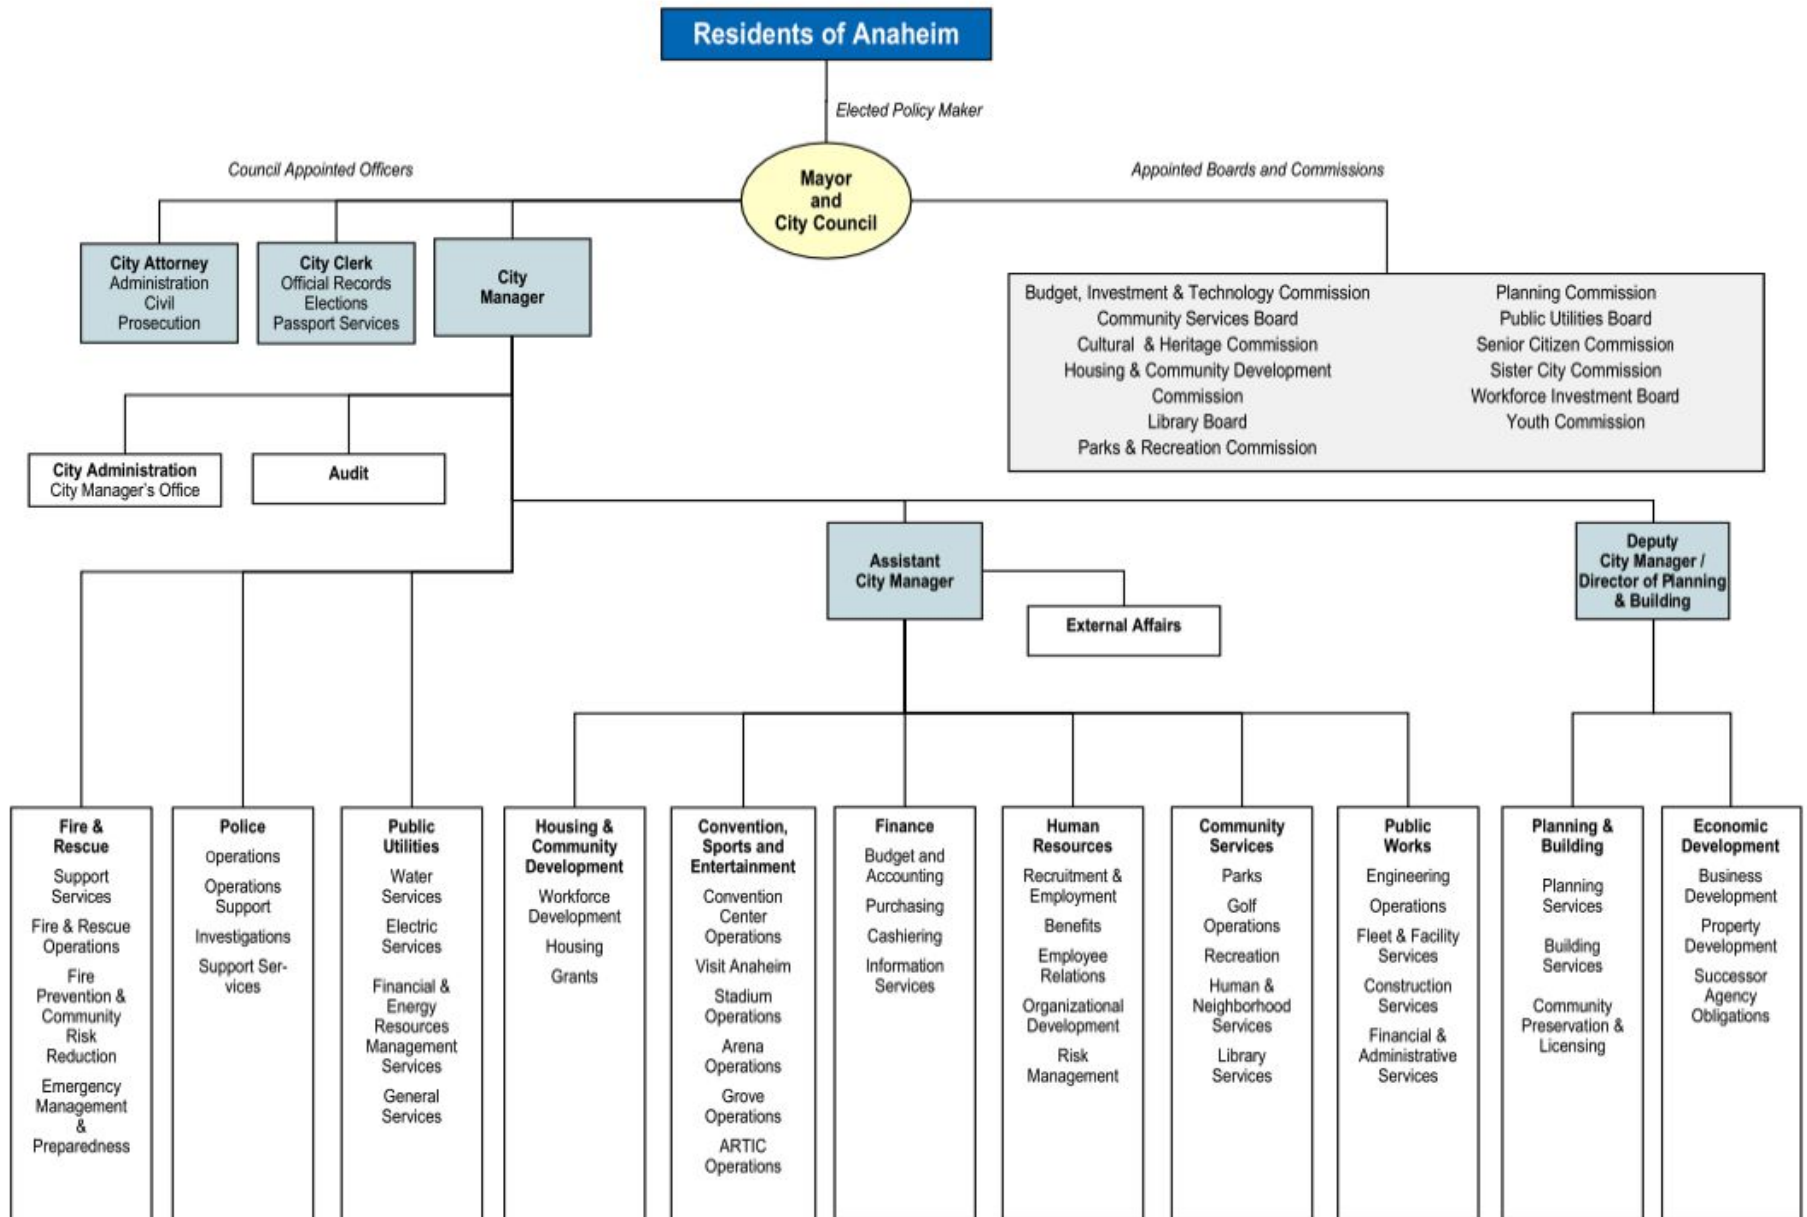 Residents of Anaheim
Elected Policy Maker
Council Appointed Officers
Appointed Boards and Commissions
Mayor
and
City Council
City Attorney
Administration
Civil
Prosecution
City Clerk
Official Records
Elections
Passport Services
City
Manager
Budget, Investment & Technology Commission
Community Services Board
Cultural & Heritage Commission
Housing & Community Development
Commission
Library Board
Parks & Recreation Commission
Planning Commission
Public Utilities Board
Senior Citizen Commission
Sister City Commission
Workforce Investment Board
Youth Commission
City Administration
City Manager's Office
Audit
Assistant
City Manager
External Affairs
Deputy
City Manager /
Director of Planning
& Building
Fire &
Rescue
Support
Services
Fire & Rescue
Operations
Fire
Prevention &
Community
Risk
Reduction
Emergency
Management
&
Preparedness
Police
Operations
Operations
Support
Investigations
Support Ser-
vices
Public
Utilities
Water
Services
Electric
Services
Financial &
Energy
Resources
Management
Services
General
Services
Housing &
Community
Development
Workforce
Development
Housing
Grants
Convention,
Sports and
Entertainment
Convention
Center
Operations
Visit Anaheim
Stadium
Operations
Arena
Operations
Grove
Operations
ARTIC
Operations
Finance
Budget and
Accounting
Purchasing
Cashiering
Information
Services
Human
Resources
Recruitment &
Employment
Benefits
Employee
Relations
Organizational
Development
Risk
Management
Community
Services
Parks
Golf
Operations
Recreation
Human &
Neighborhood
Services
Library
Services
Public
Works
Engineering
Operations
Fleet & Facility
Services
Construction
Services
Financial &
Administrative
Services
Planning &
Building
Planning
Services
Building
Services
Community
Preservation &
Licensing
Economic
Development
Business
Development
Property
Development
Successor
Agency
Obligations